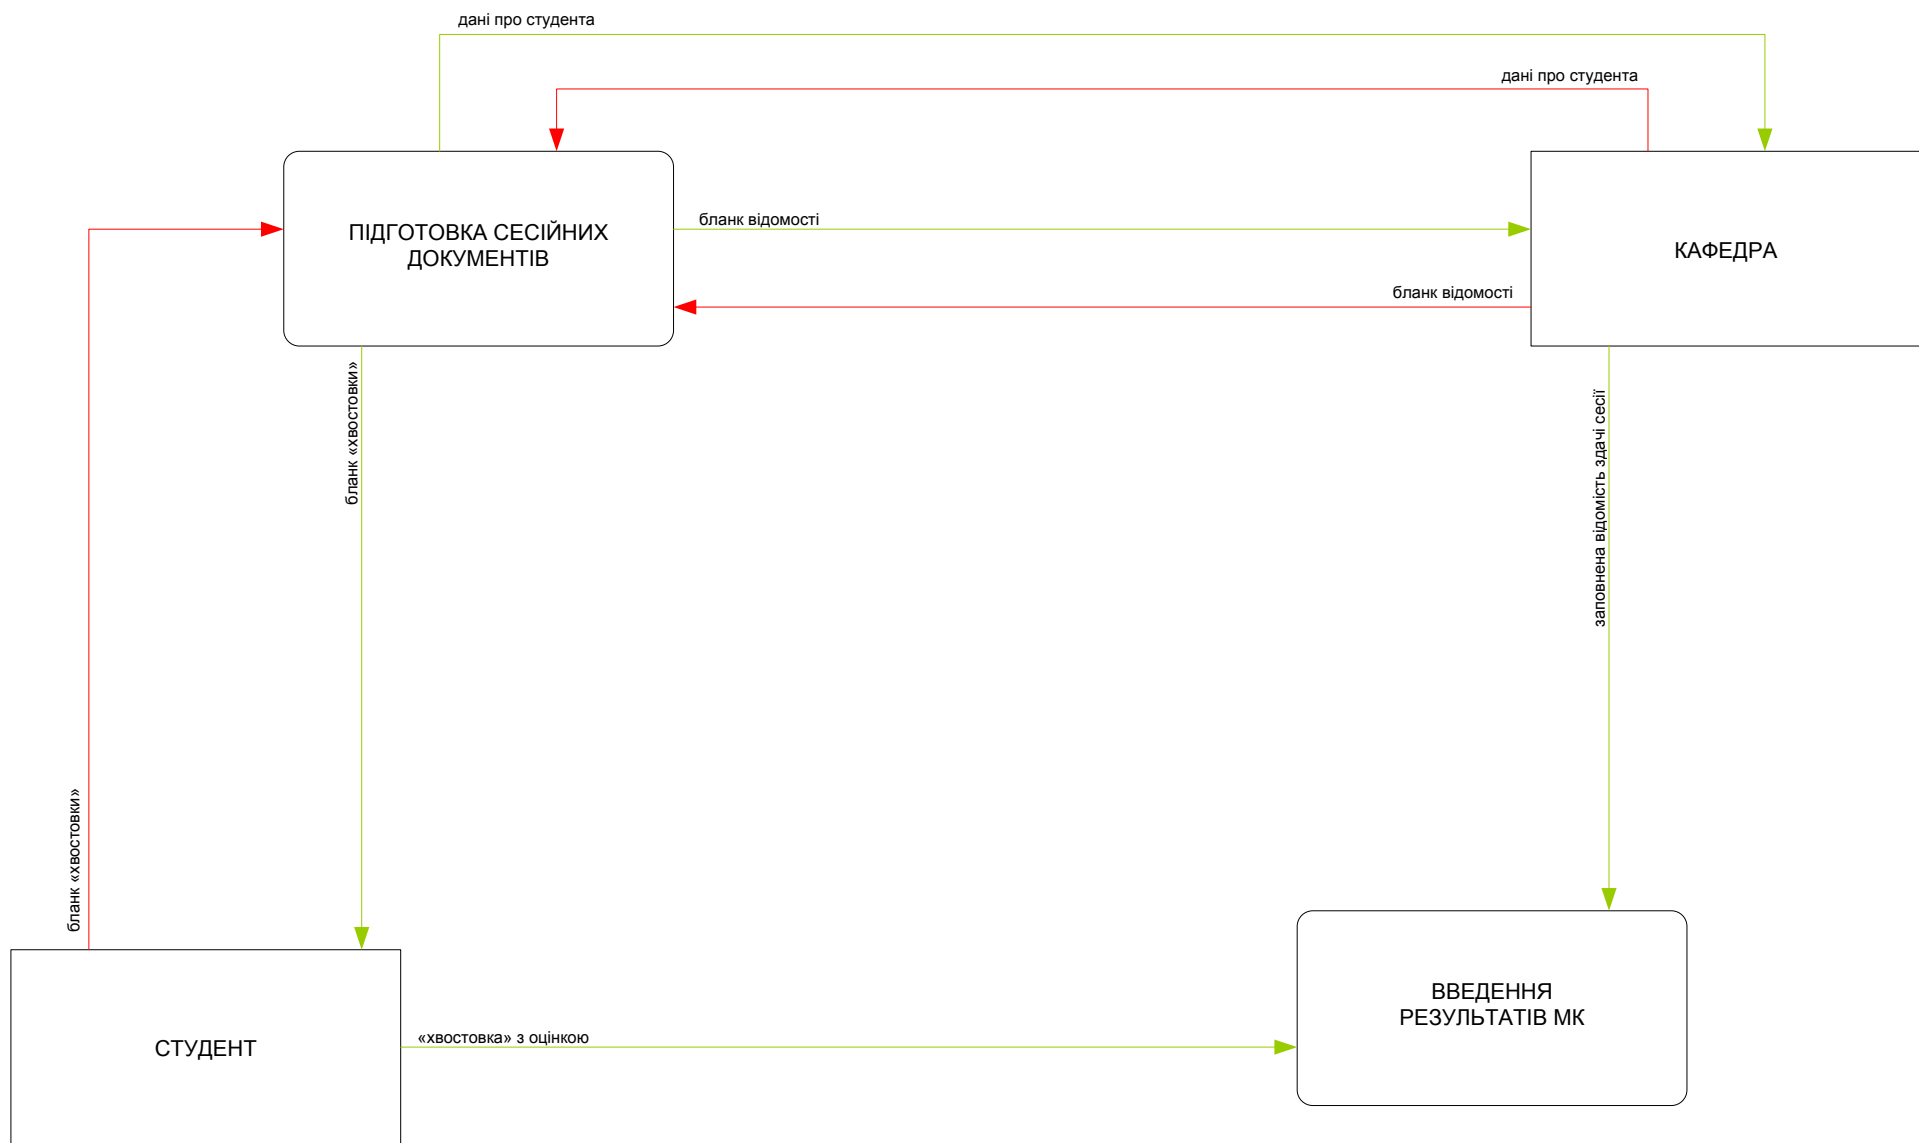 дані про студента
дані про студента
ПІДГОТОВКА СЕСІЙНИХ
ДОКУМЕНТІВ
бланк відомості
КАФЕДРА
бланк відомості
бланк «хвостовки»
заповнена відомість здачі сесії
бланк «хвостовки»
ВВЕДЕННЯ
РЕЗУЛЬТАТІВ МК
СТУДЕНТ
«хвостовка» з оцінкою